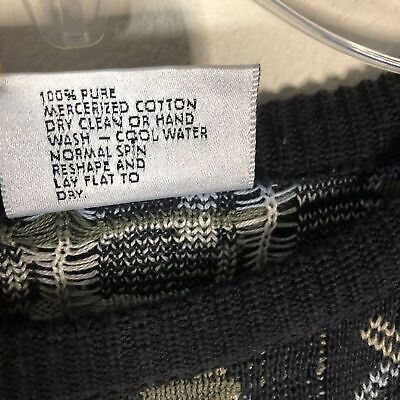 100% PURE
MERCERIZED COTTON
DRY CLEAN OR HAND
WASH - COOL WATER
NORMAL SPIN
RESHAPE AND
LAY FLAT TO
DRY.